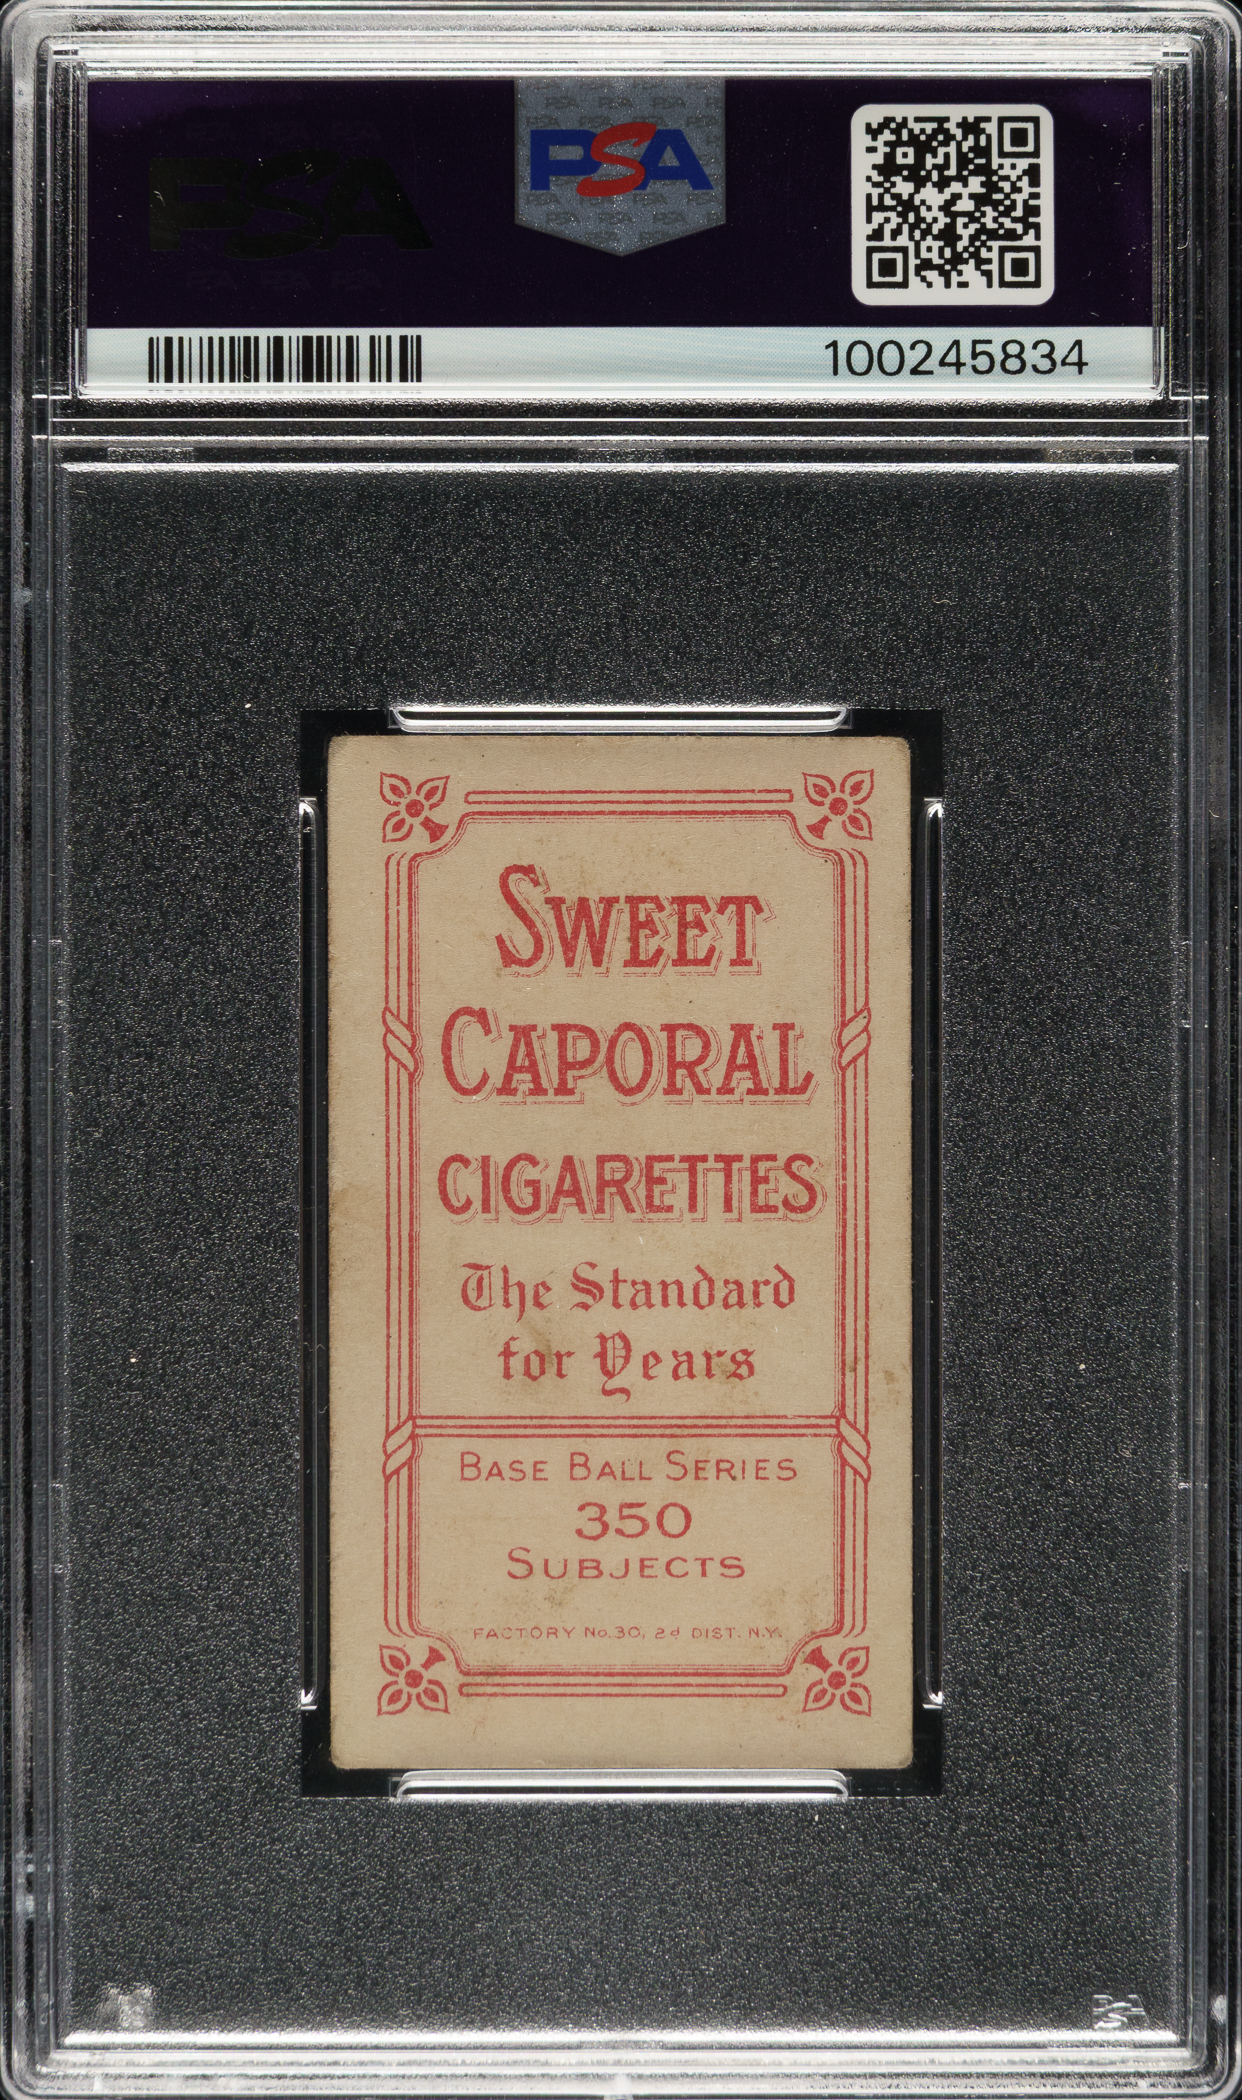 PSA
PSA
100245834
SWEET
CAPORAL
CIGARETTES
The Standard
for Years
BASE BALL SERIES
350
SUBJECTS
FACTORY No. 30, 2d DIST. N.Y.
PSA